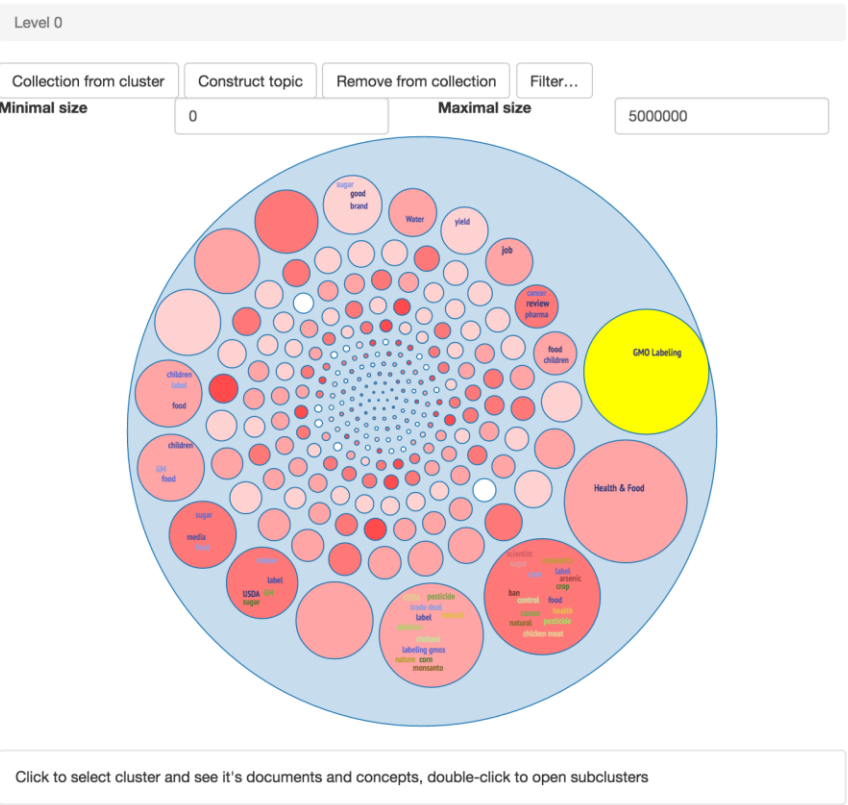 Level 0
Collection from cluster
Construct topic
Remove from collection
Filter...
Minimal size
0
Maximal size
5000000
sugar
good
brand
Water
yield
job
cancer
review
pharma
food
children
GMO Labeling
children
label
food
children
GM
food
Health & Food
sugar
media
label
USDA GM
sugar
pesticide
trade deal
label
labeling gmos
nature corn
monsanto
scientist
sugar
label
arsenic
crop
ban
control food
health
cancer
natural pesticide
chicken meat
Click to select cluster and see it's documents and concepts, double-click to open subclusters